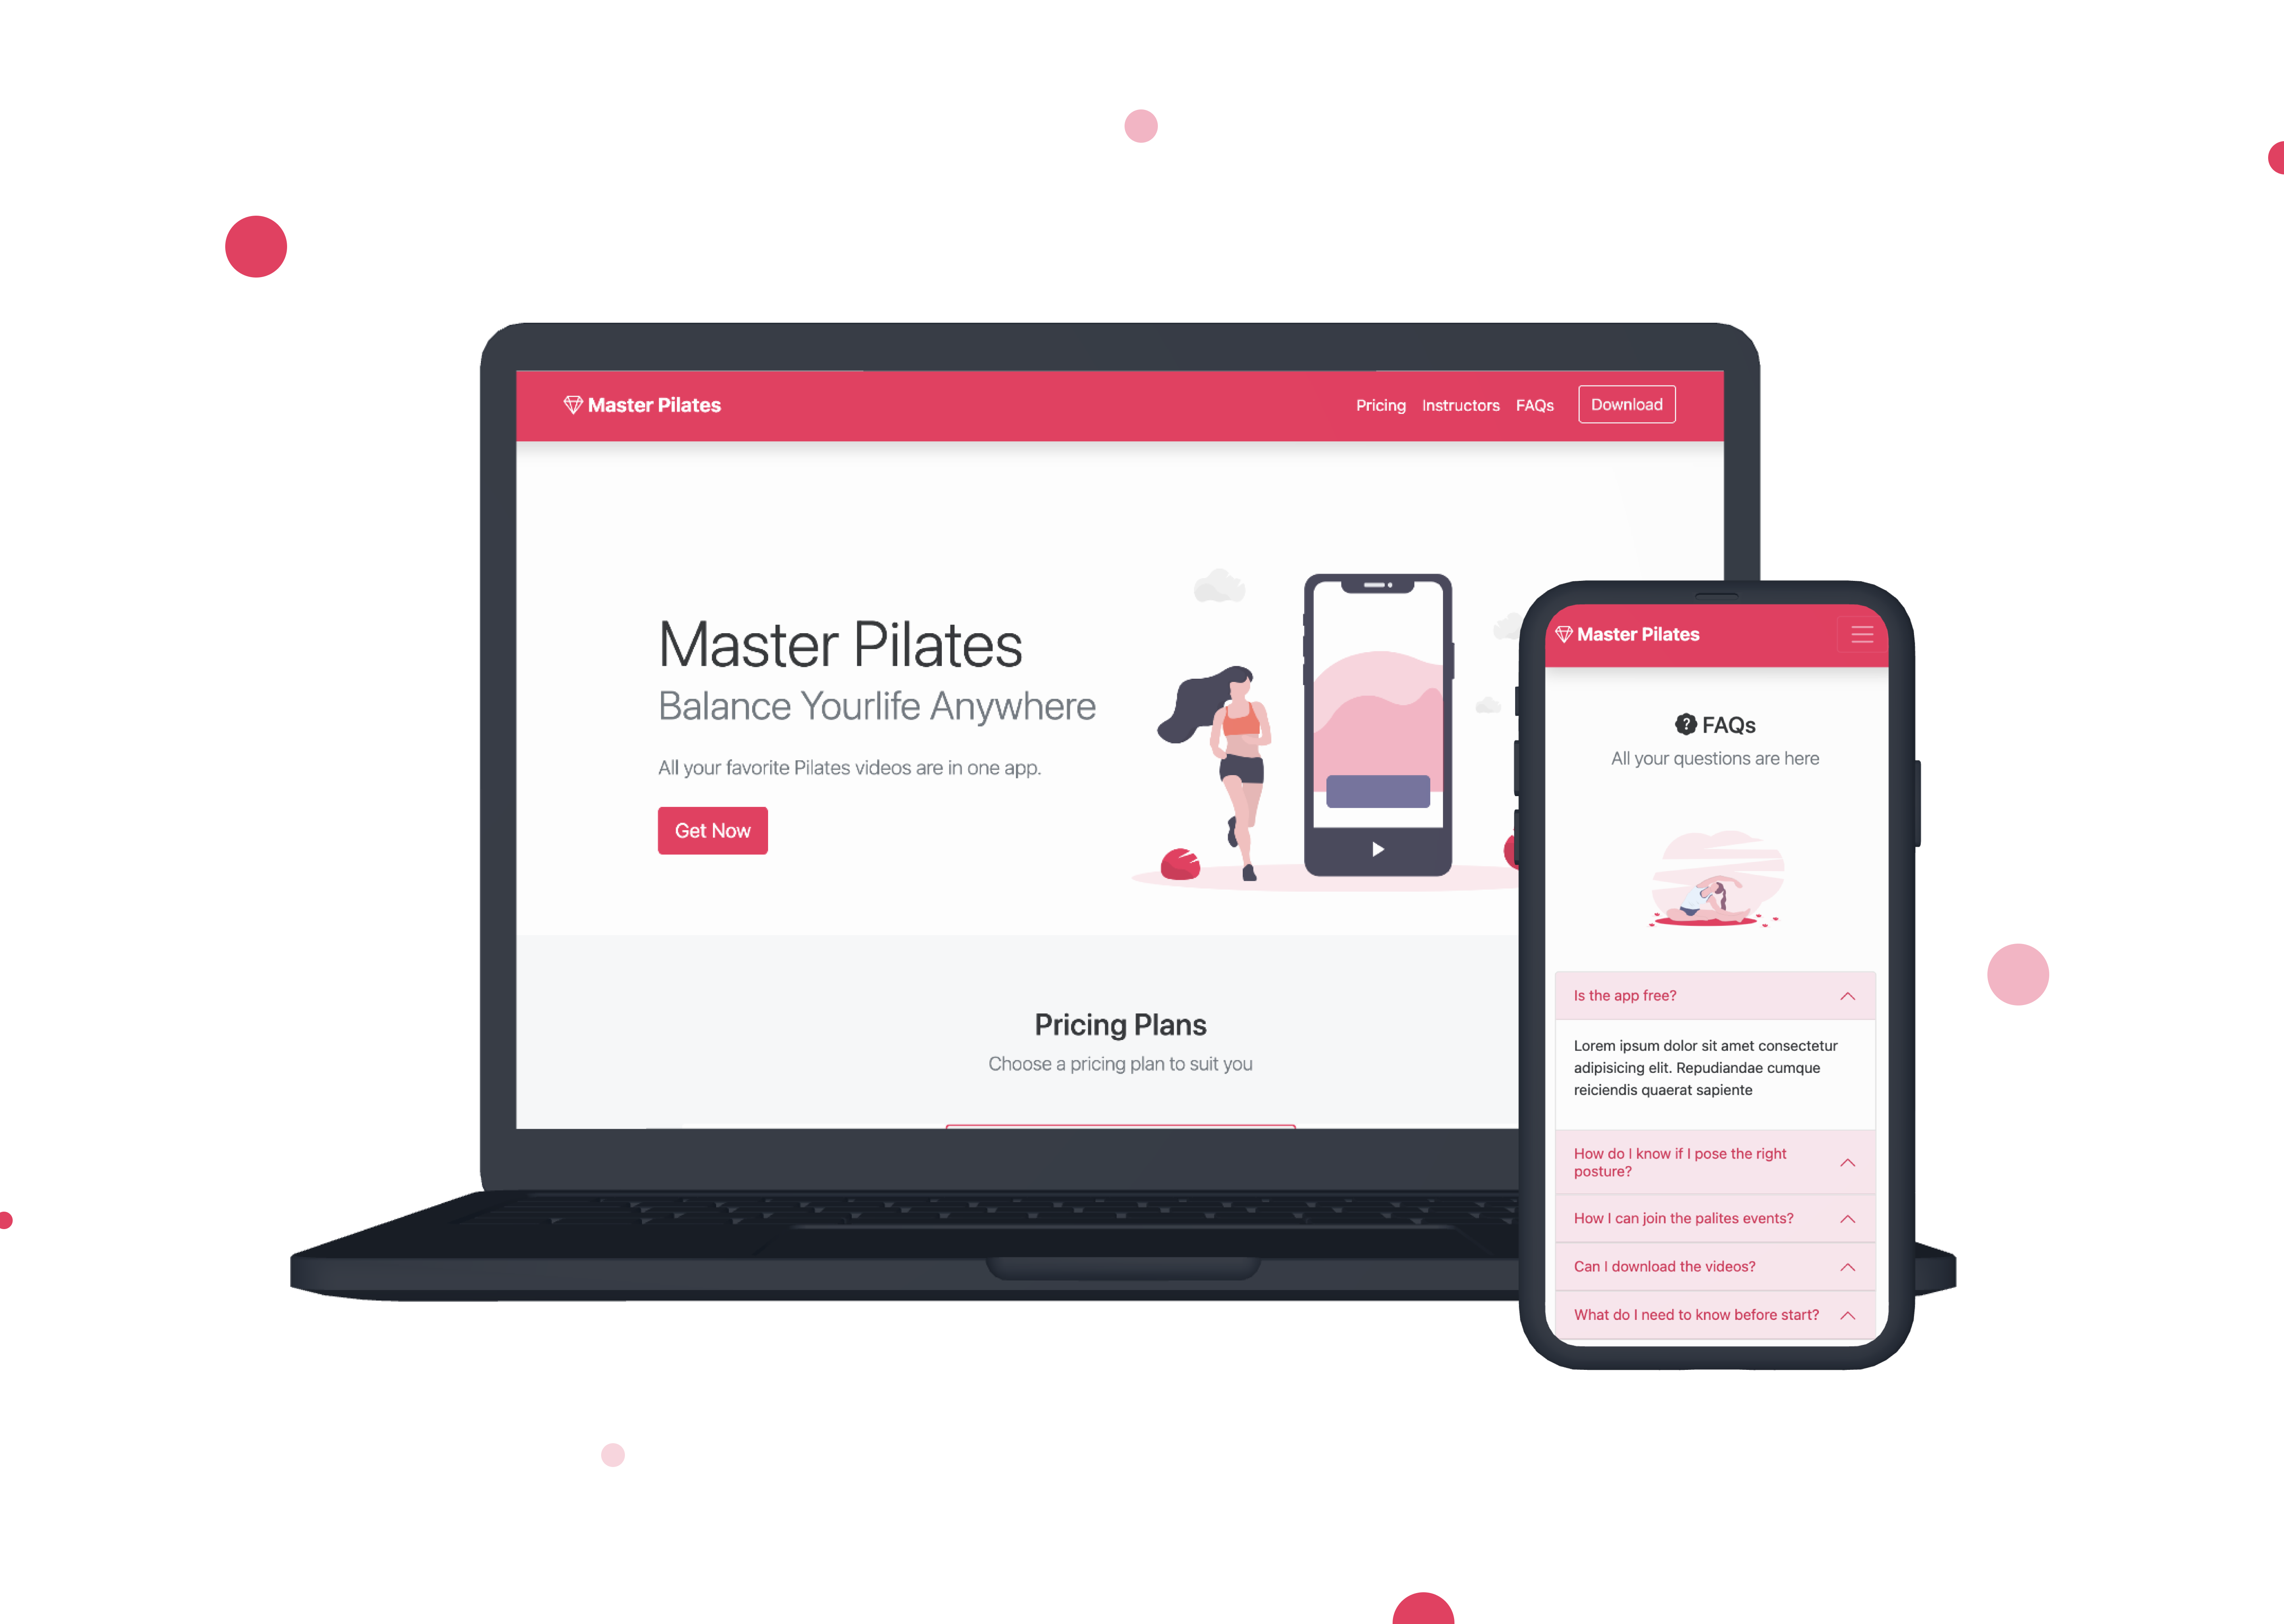 Master Pilates
Pricing Instructors FAQs Download
Master Pilates
Balance Yourlife Anywhere
All your favorite Pilates videos are in one app.
Get Now
Pricing Plans
Choose a pricing plan to suit you
Master Pilates
? FAQs
All your questions are here
Is the app free?
Lorem ipsum dolor sit amet consectetur
adipisicing elit. Repudiandae cumque
reiciendis quaerat sapiente
How do I know if I pose the right
posture?
How I can join the palites events?
Can I download the videos?
What do I need to know before start?